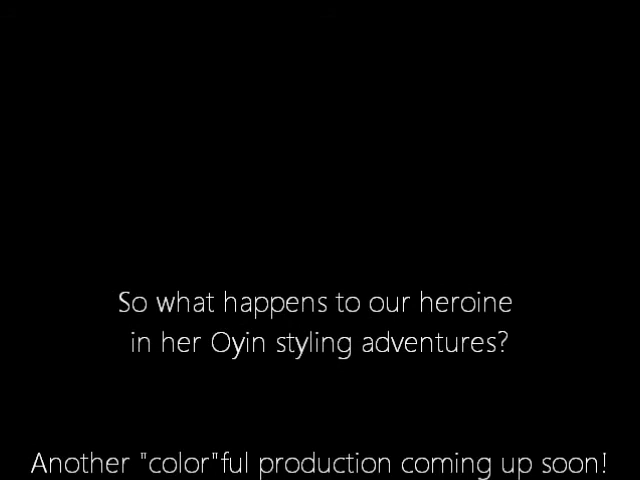 So what happens to our heroine
in her Oyin styling adventures?
Another "color"ful production coming up soon!